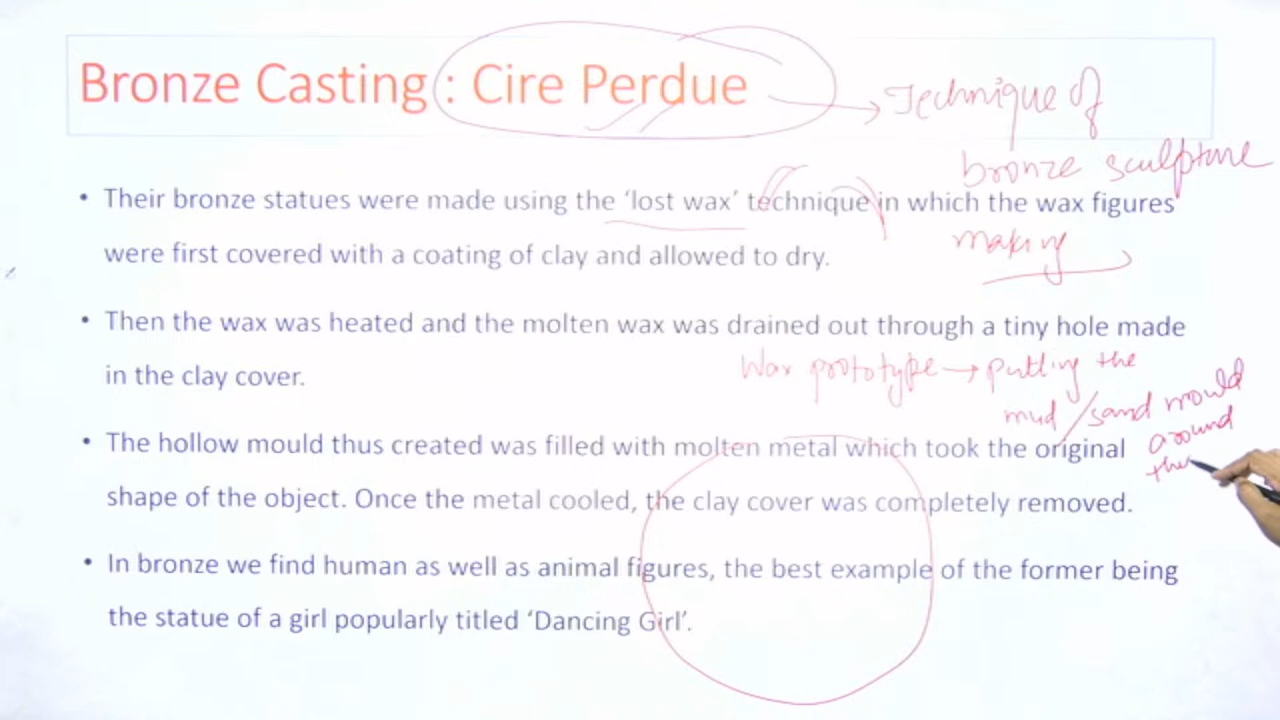 Bronze Casting : Cire Perdue
→ Technique of
bronze sculpture
making
• Their bronze statues were made using the ‘lost wax’ technique in which the wax figures
were first covered with a coating of clay and allowed to dry.
• Then the wax was heated and the molten wax was drained out through a tiny hole made
in the clay cover.
Wax prototype → putting the
mud / sand mould
around
the
• The hollow mould thus created was filled with molten metal which took the original
shape of the object. Once the metal cooled, the clay cover was completely removed.
• In bronze we find human as well as animal figures, the best example of the former being
the statue of a girl popularly titled ‘Dancing Girl’.